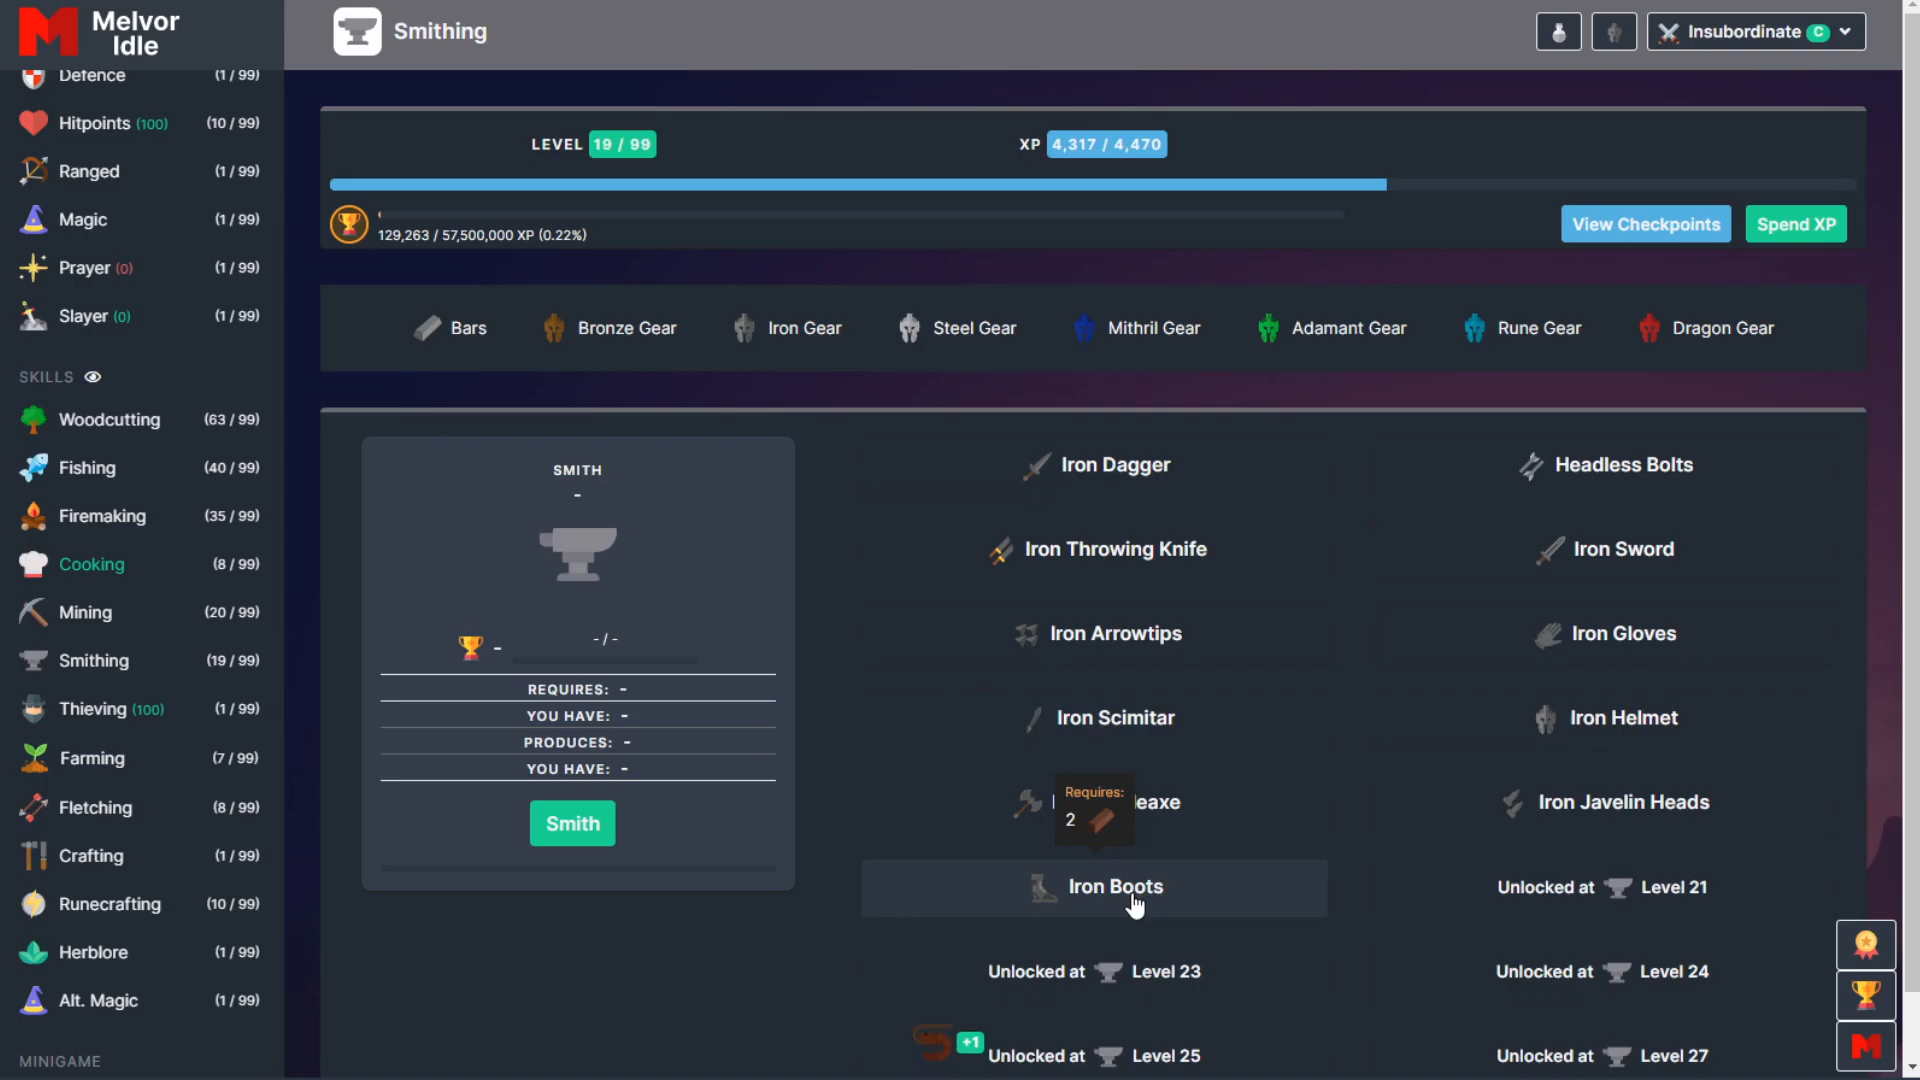 Melvor
Idle
Defence (1 / 99)
Hitpoints (100) (10 / 99)
Ranged (1 / 99)
Magic (1 / 99)
Prayer (0) (1 / 99)
Slayer (0) (1 / 99)
SKILLS
Woodcutting (63 / 99)
Fishing (40 / 99)
Firemaking (35 / 99)
Cooking (8 / 99)
Mining (20 / 99)
Smithing (19 / 99)
Thieving (100) (1 / 99)
Farming (7 / 99)
Fletching (8 / 99)
Crafting (1 / 99)
Runecrafting (10 / 99)
Herblore (1 / 99)
Alt. Magic (1 / 99)
MINIGAME
Smithing
Insubordinate C
LEVEL 19 / 99
XP 4,317 / 4,470
129,263 / 57,500,000 XP (0.22%)
View Checkpoints
Spend XP
Bars
Bronze Gear
Iron Gear
Steel Gear
Mithril Gear
Adamant Gear
Rune Gear
Dragon Gear
SMITH
-
- - / -
REQUIRES: -
YOU HAVE: -
PRODUCES: -
YOU HAVE: -
Smith
Iron Dagger
Headless Bolts
Iron Throwing Knife
Iron Sword
Iron Arrowtips
Iron Gloves
Iron Scimitar
Iron Helmet
Requires:
2
leaxe
Iron Javelin Heads
Iron Boots
Unlocked at Level 21
Unlocked at Level 23
Unlocked at Level 24
+1
Unlocked at Level 25
Unlocked at Level 27